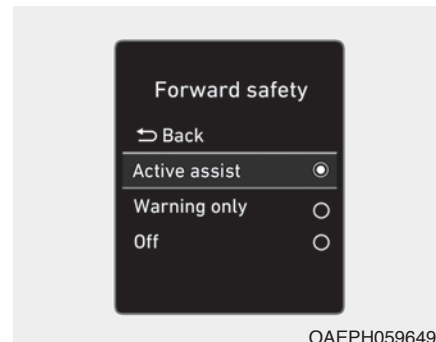 Forward safety
Back
Active assist
Warning only
Off
OAEPH059649